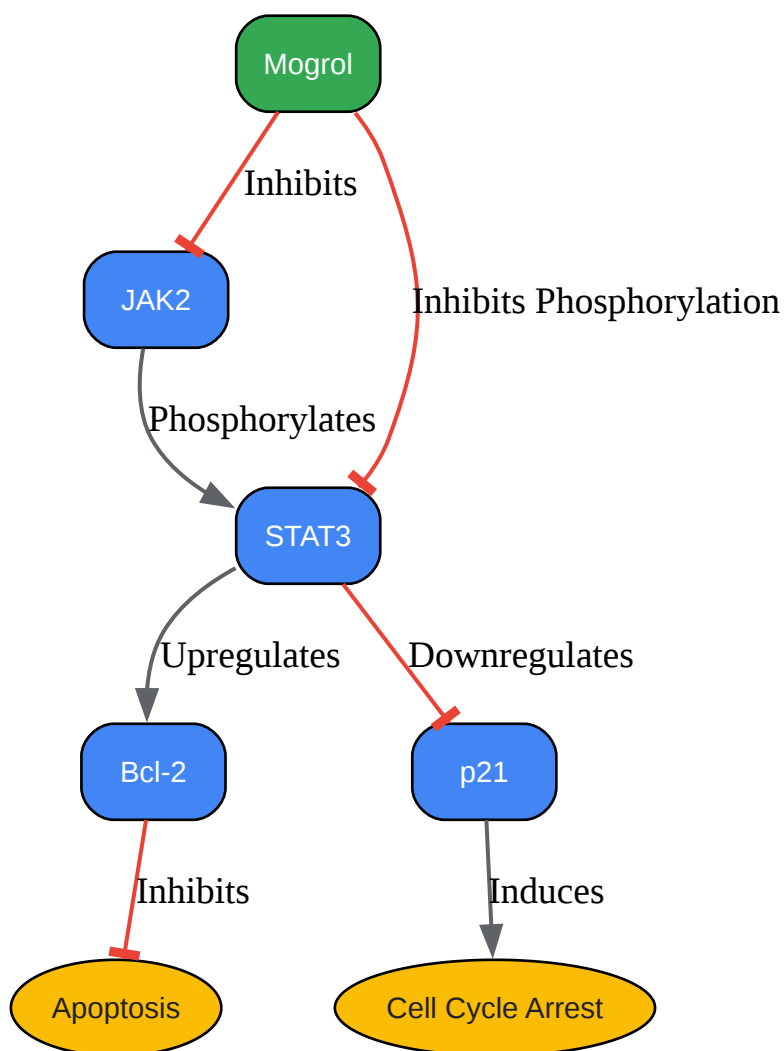 Mogrol
Inhibits
JAK2
Inhibits Phosphorylation
Phosphorylates
STAT3
Upregulates
Downregulates
Bcl-2
p21
Inhibits
Induces
Apoptosis
Cell Cycle Arrest